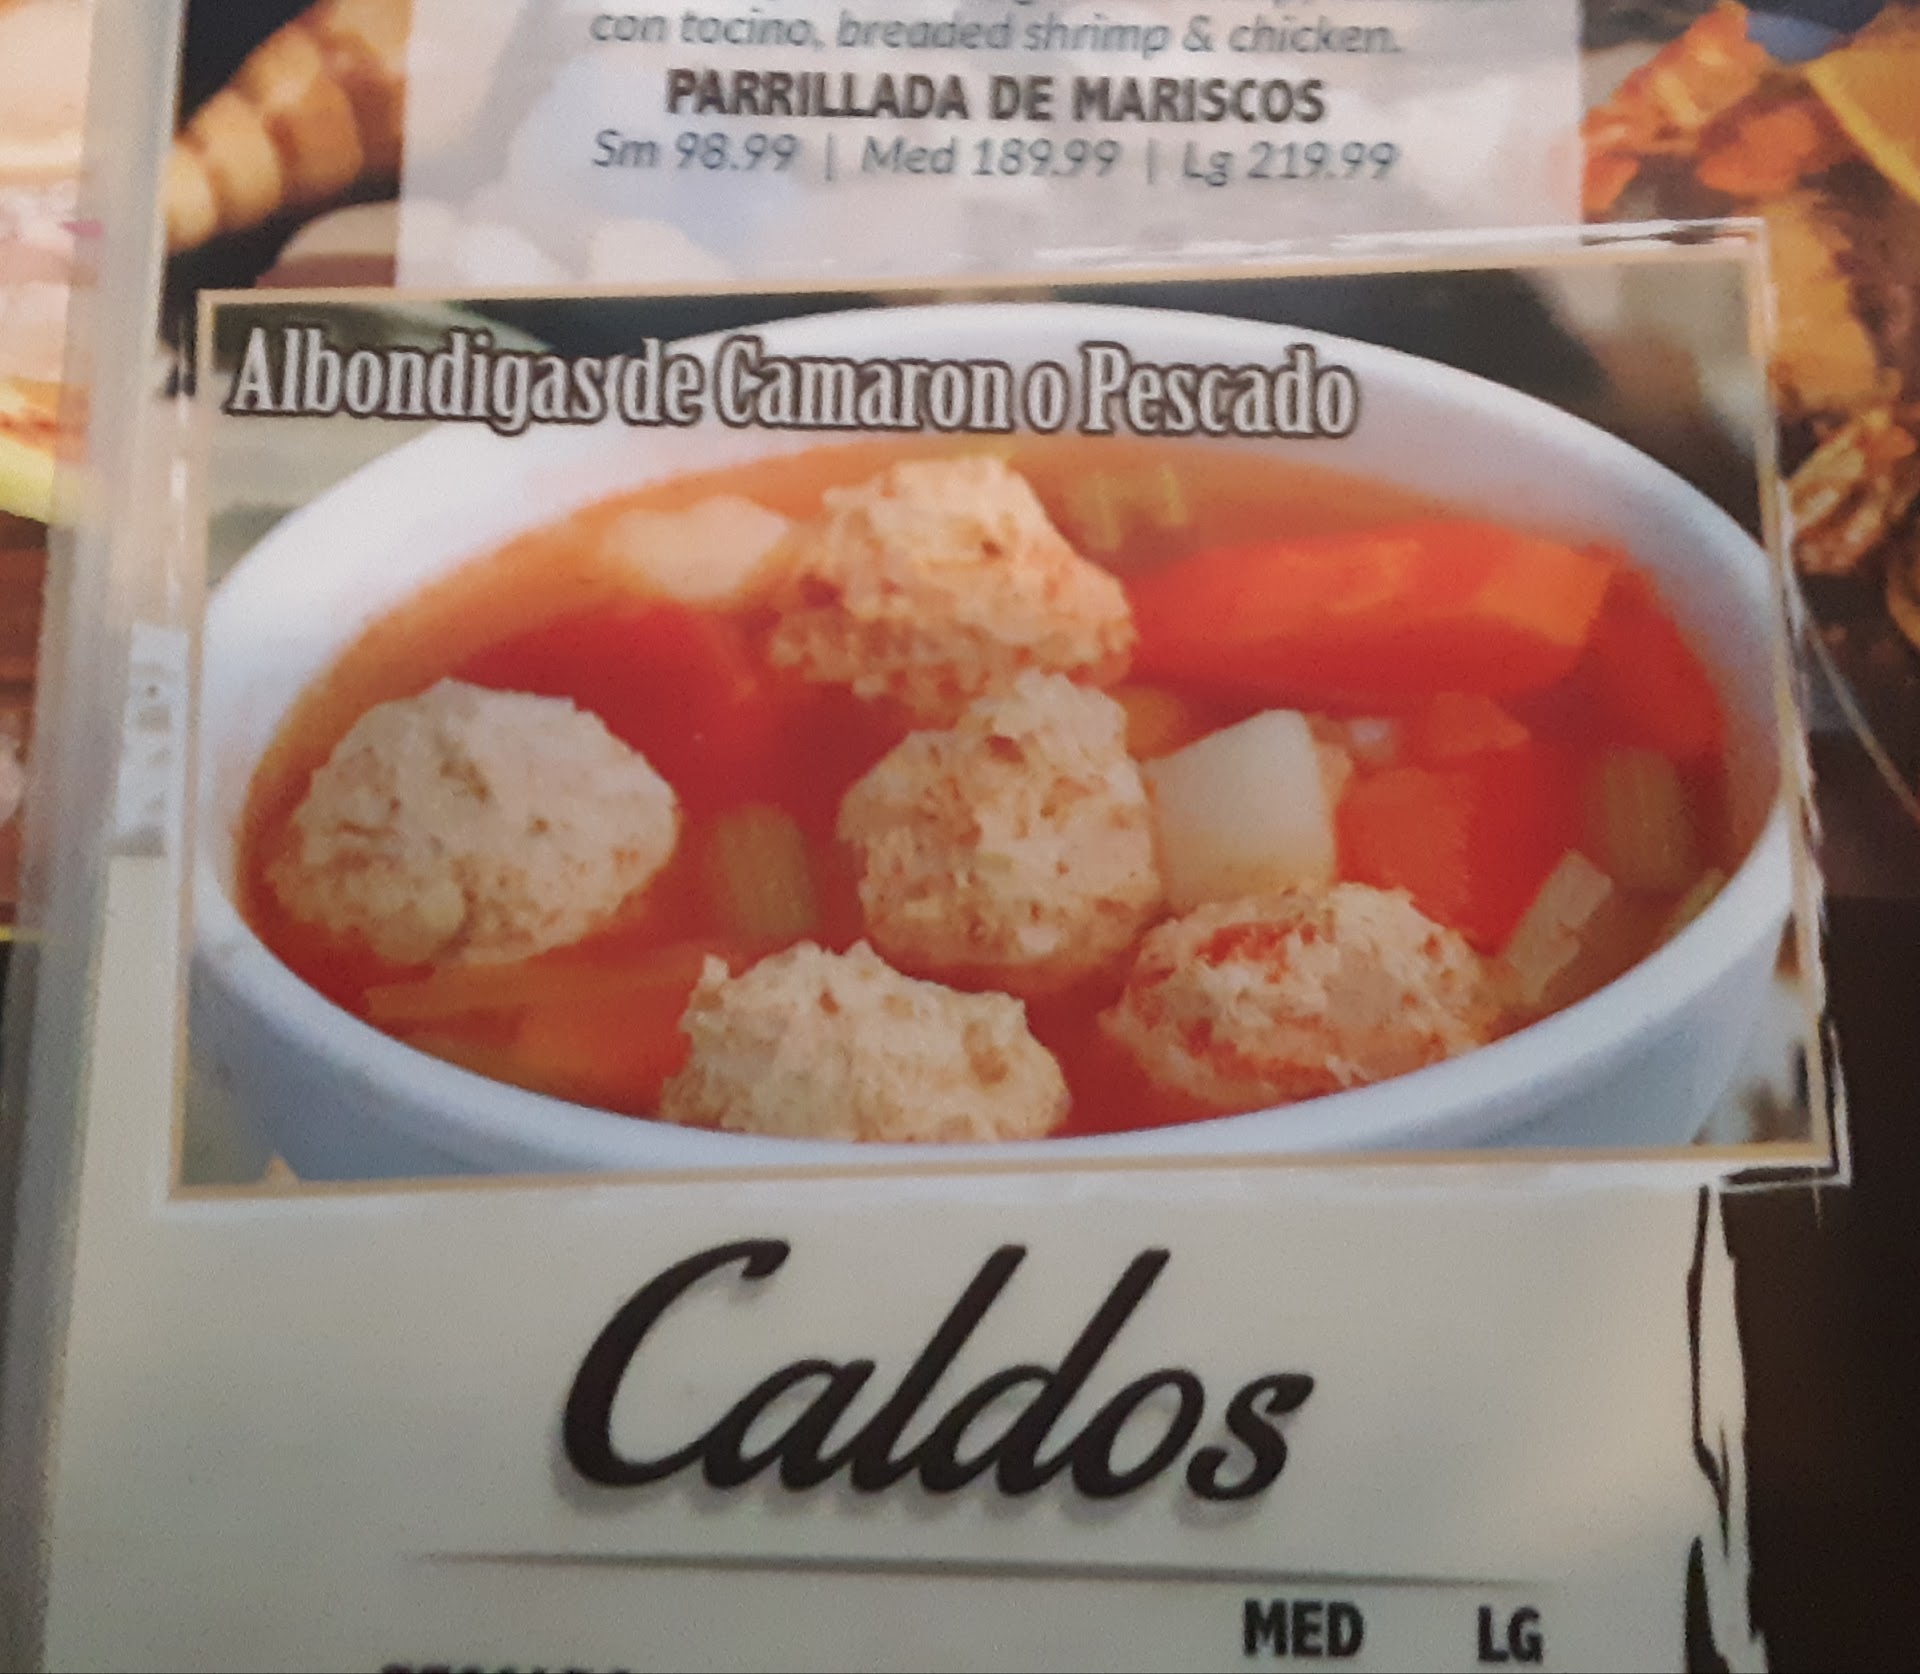 con tocino, breaded shrimp & chicken.
PARRILLADA DE MARISCOS
Sm 98.99 | Med 189.99 | Lg 219.99
Albondigas de Camaron o Pescado
Caldos
MED LG